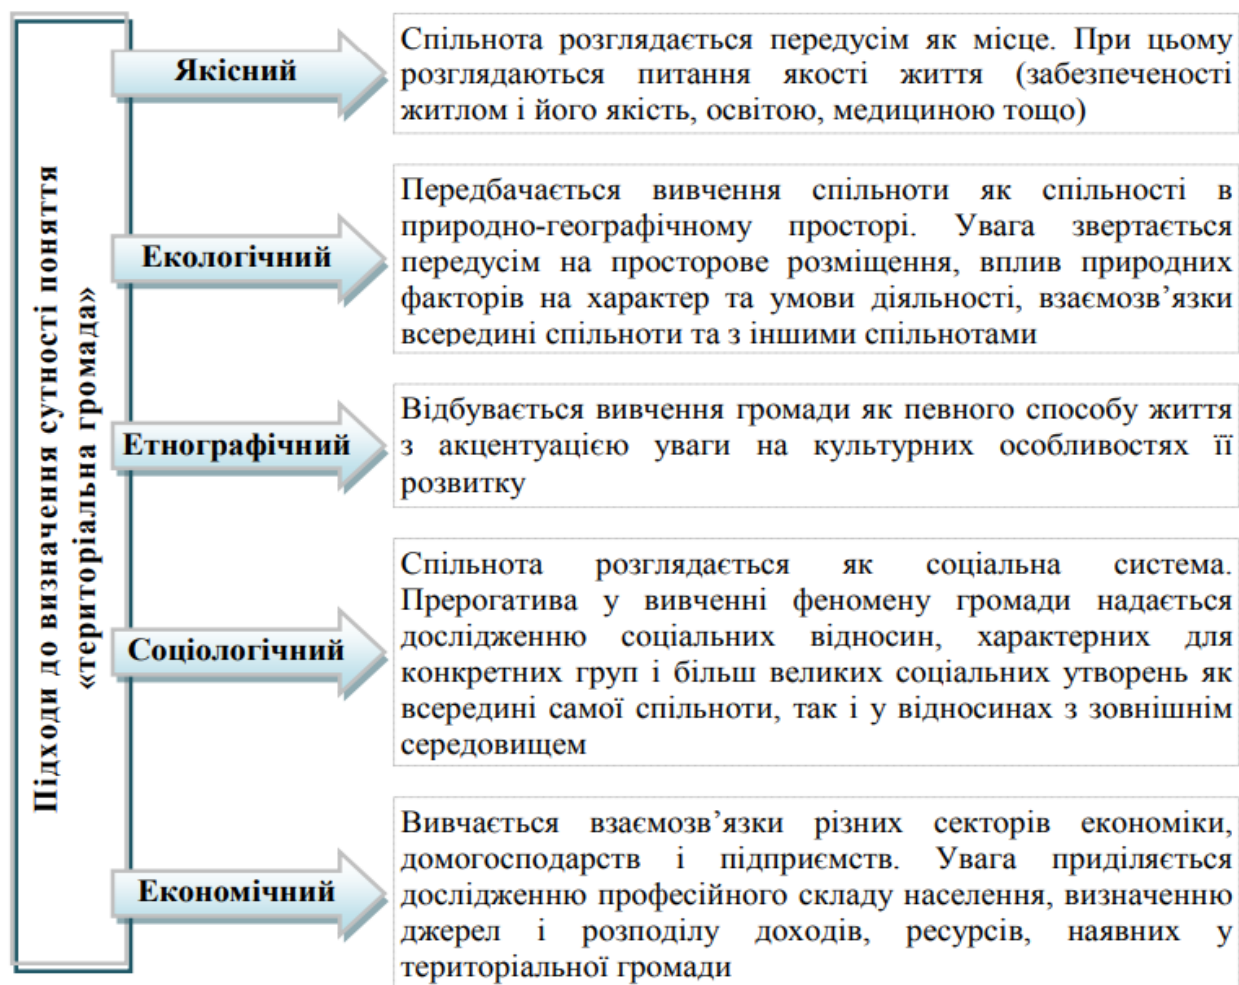 Підходи до визначення сутності поняття
«територіальна громада»
Якісний
Спільнота розглядається передусім як місце. При цьому
розглядаються питання якості життя (забезпеченості
житлом і його якість, освітою, медициною тощо)
Екологічний
Передбачається вивчення спільноти як спільності в
природно-географічному просторі. Увага звертається
передусім на просторове розміщення, вплив природних
факторів на характер та умови діяльності, взаємозв’язки
всередині спільноти та з іншими спільнотами
Етнографічний
Відбувається вивчення громади як певного способу життя
з акцентуацією уваги на культурних особливостях її
розвитку
Соціологічний
Спільнота розглядається як соціальна система.
Прерогатива у вивченні феномену громади надається
дослідженню соціальних відносин, характерних для
конкретних груп і більш великих соціальних утворень як
всередині самої спільноти, так і у відносинах з зовнішнім
середовищем
Економічний
Вивчається взаємозв’язки різних секторів економіки,
домогосподарств і підприємств. Увага приділяється
дослідженню професійного складу населення, визначенню
джерел і розподілу доходів, ресурсів, наявних у
територіальної громади